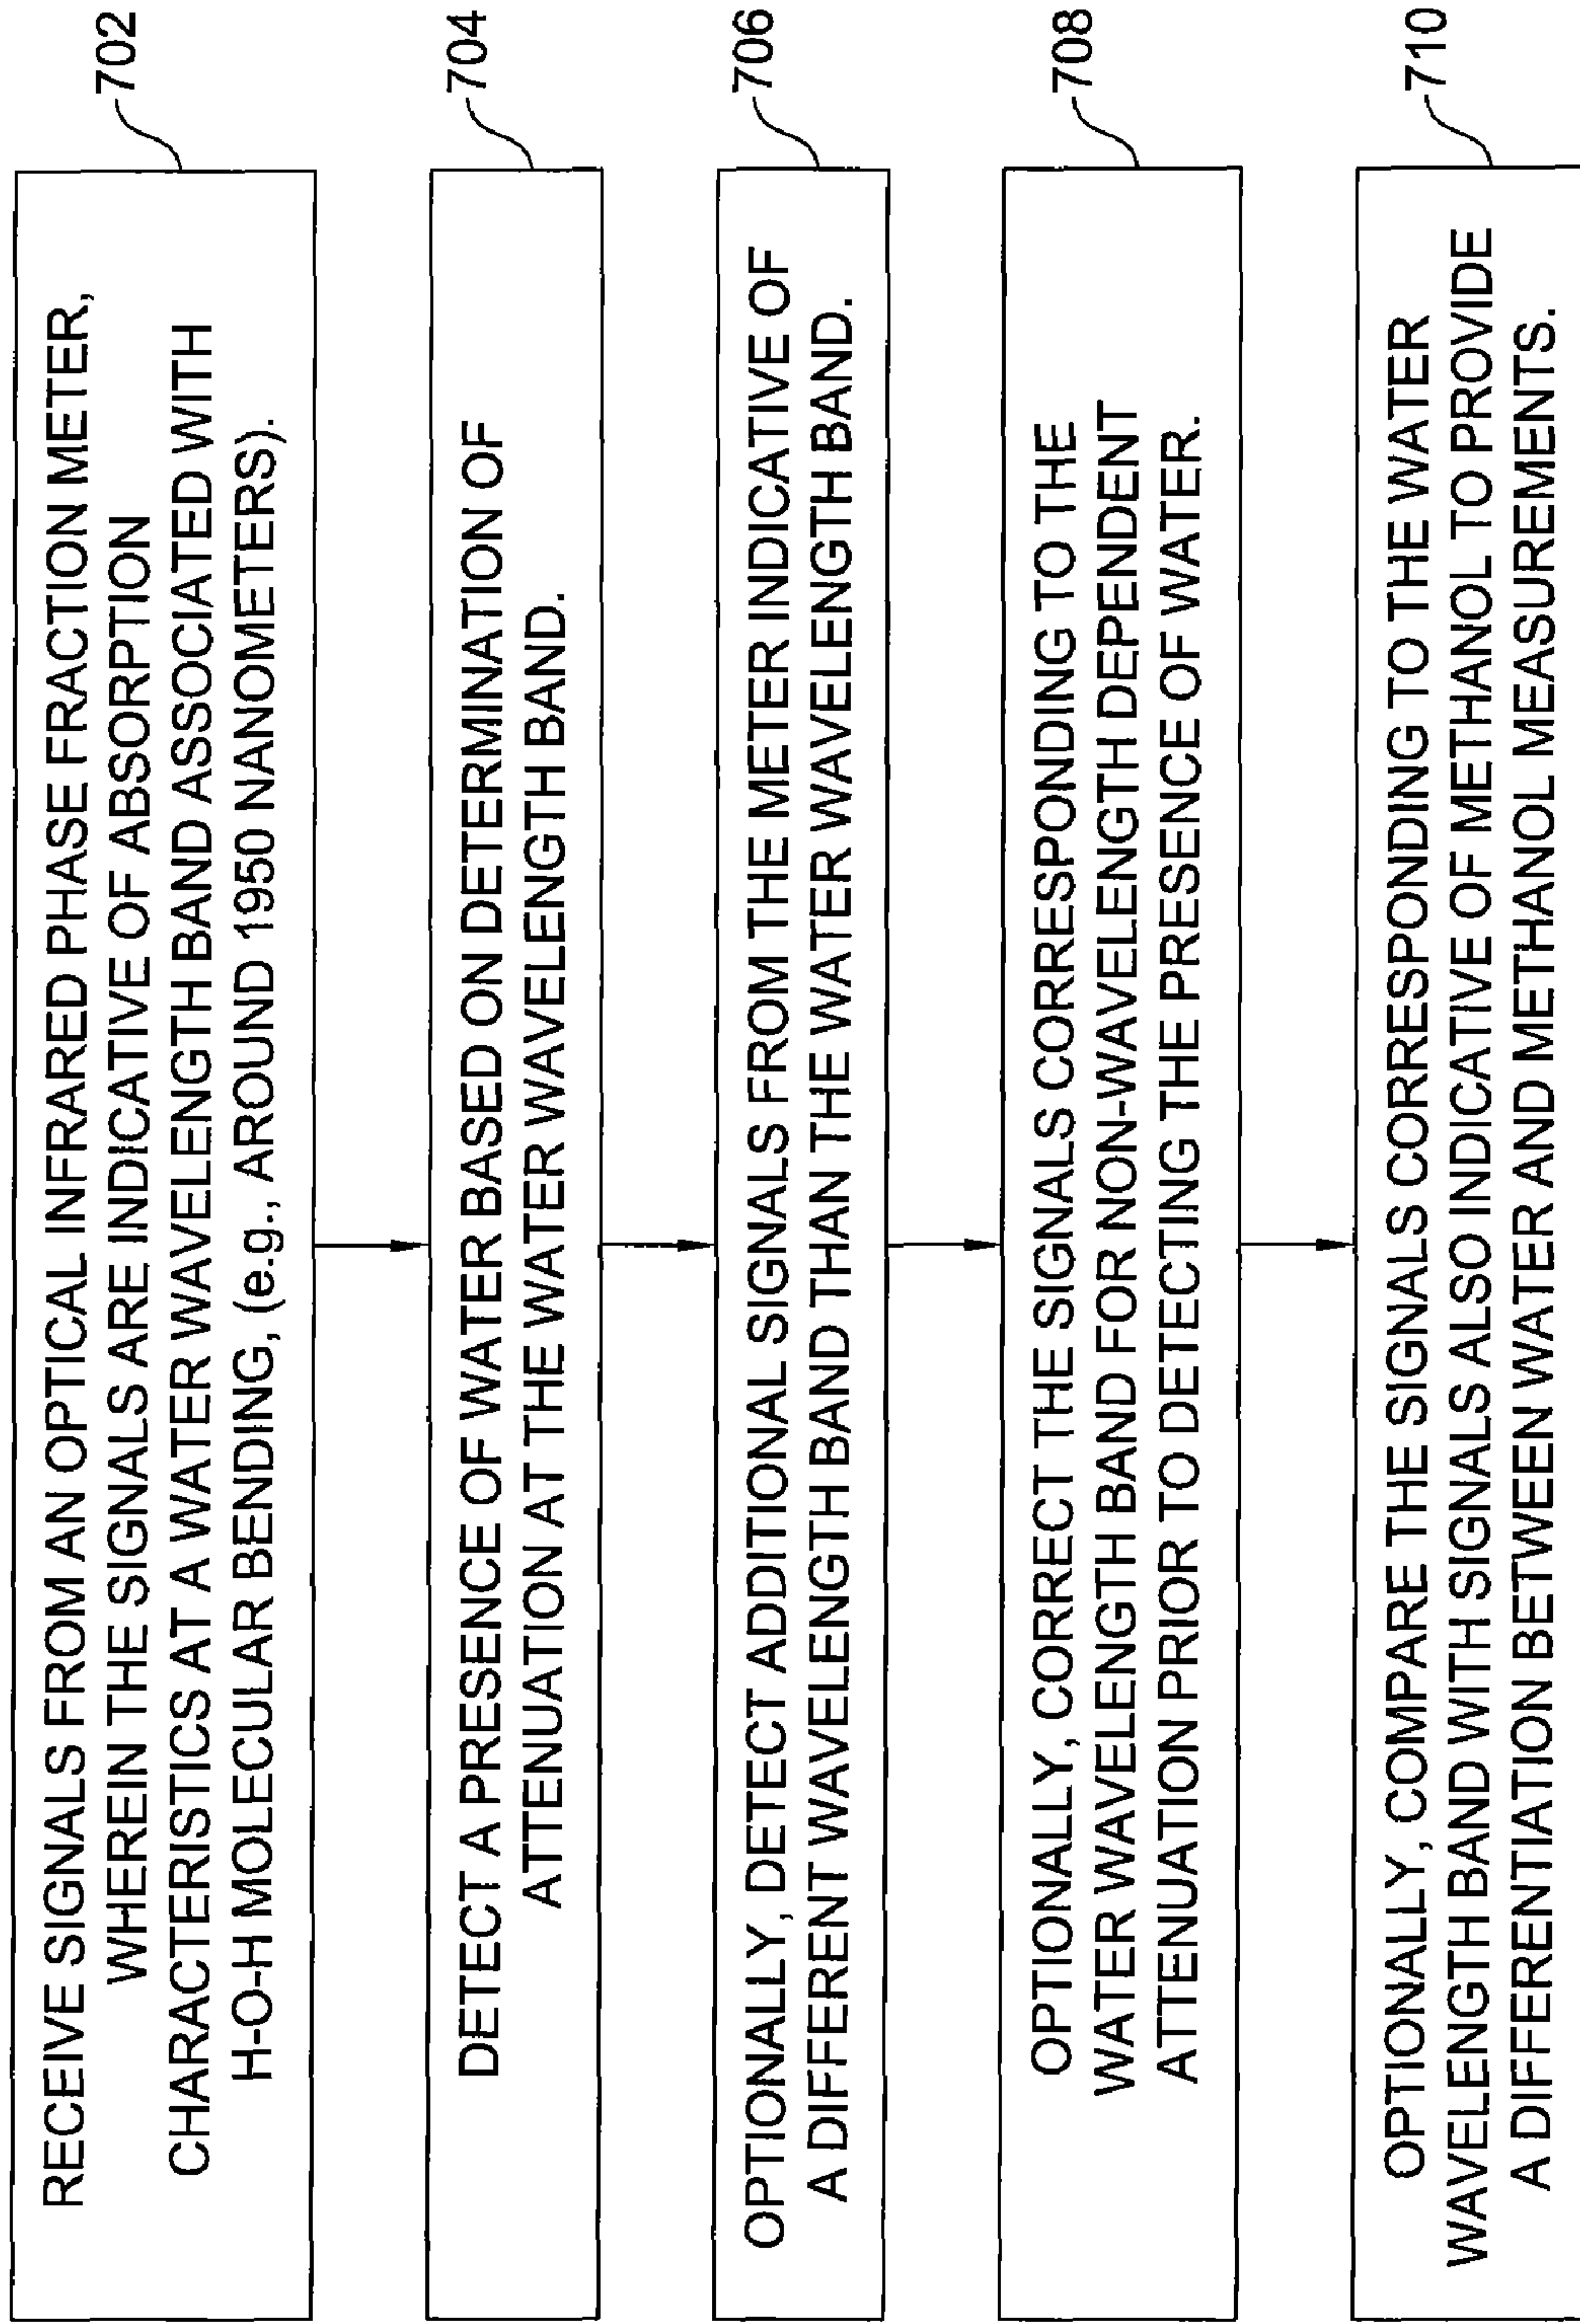 RECEIVE SIGNALS FROM AN OPTICAL INFRARED PHASE FRACTION METER,
WHEREIN THE SIGNALS ARE INDICATIVE OF ABSORPTION
CHARACTERISTICS AT A WATER WAVELENGTH BAND ASSOCIATED WITH
H-O-H MOLECULAR BENDING, (e.g., AROUND 1950 NANOMETERS).
702
DETECT A PRESENCE OF WATER BASED ON DETERMINATION OF
ATTENUATION AT THE WATER WAVELENGTH BAND.
704
OPTIONALLY, DETECT ADDITIONAL SIGNALS FROM THE METER INDICATIVE OF
A DIFFERENT WAVELENGTH BAND THAN THE WATER WAVELENGTH BAND.
706
OPTIONALLY, CORRECT THE SIGNALS CORRESPONDING TO THE
WATER WAVELENGTH BAND FOR NON-WAVELENGTH DEPENDENT
ATTENUATION PRIOR TO DETECTING THE PRESENCE OF WATER.
708
OPTIONALLY, COMPARE THE SIGNALS CORRESPONDING TO THE WATER
WAVELENGTH BAND WITH SIGNALS ALSO INDICATIVE OF METHANOL TO PROVIDE
A DIFFERENTIATION BETWEEN WATER AND METHANOL MEASUREMENTS.
710